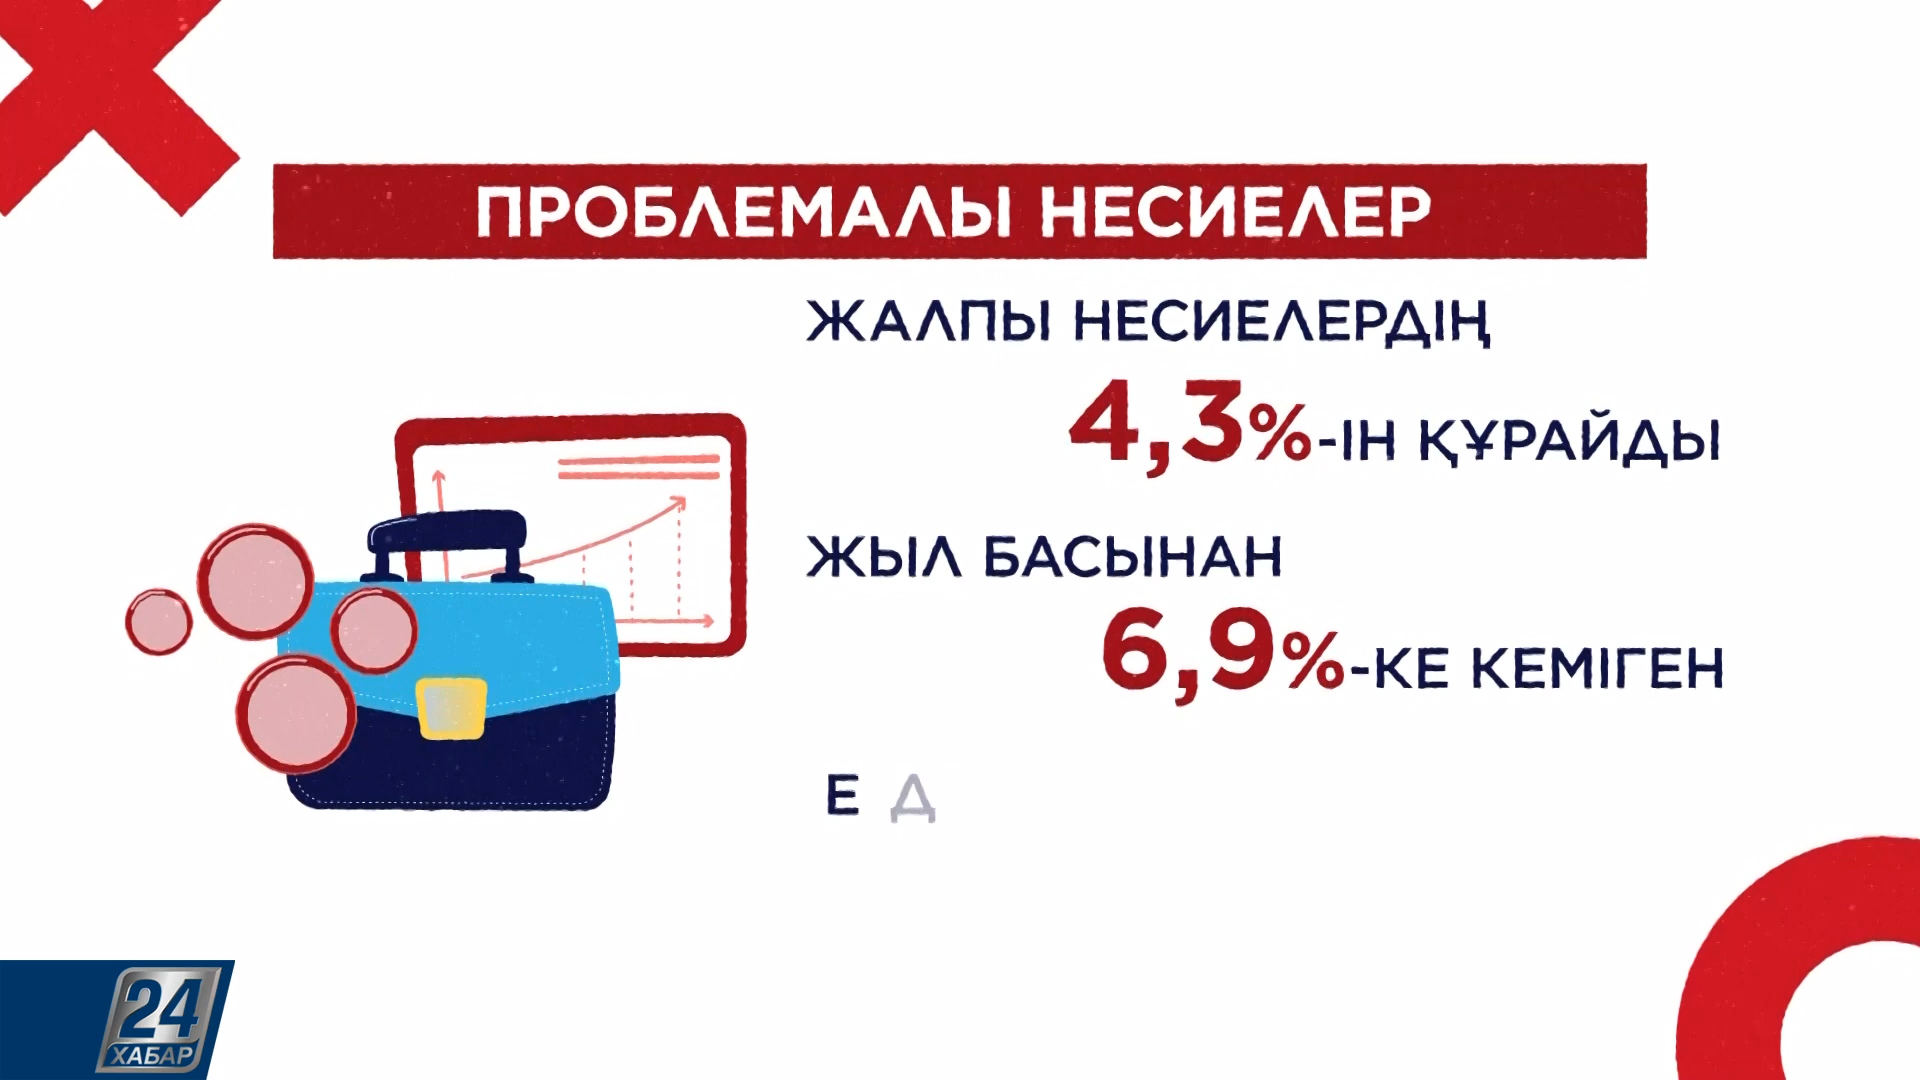 ПРОБЛЕМАЛЫ НЕСИЕЛЕР
ЖАЛПЫ НЕСИЕЛЕРДІҢ
4,3%-ІН ҚҰРАЙДЫ
ЖЫЛ БАСЫНАН
6,9%-КЕ КЕМІГЕН
Е Д
24
ХАБАР